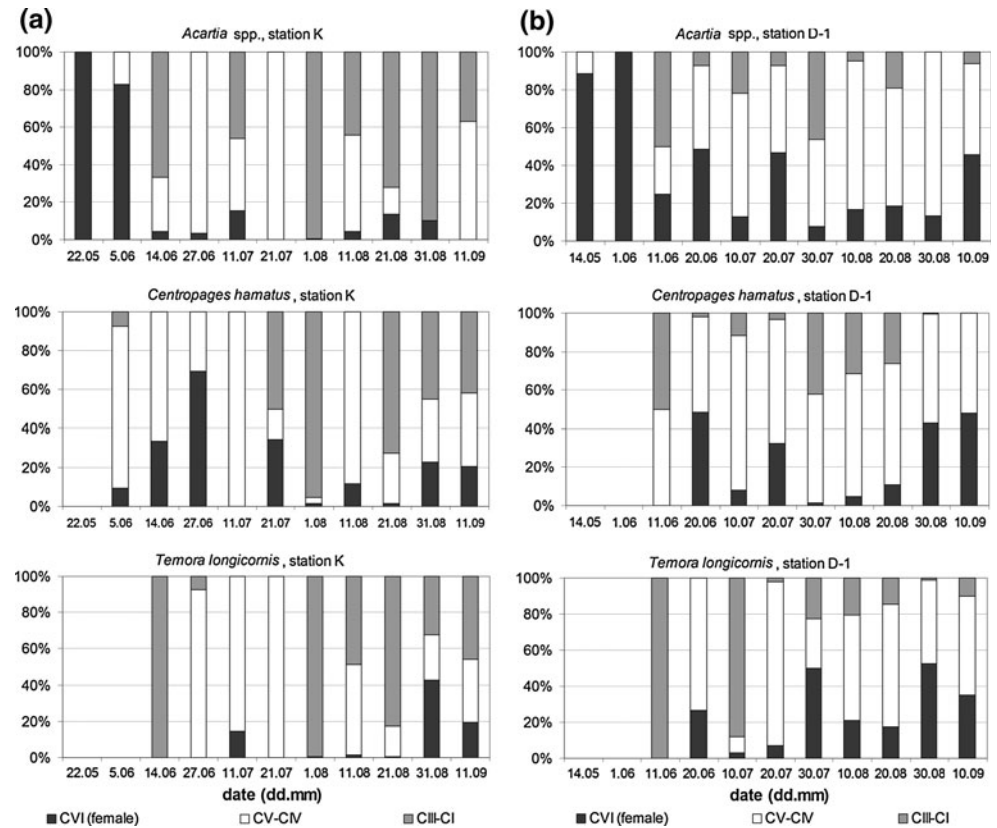 (a)
Acartia spp., station K
100%
80%
60%
40%
20%
0%
22.05 5.06 14.06 27.06 11.07 21.07 1.08 11.08 21.08 31.08 11.09
Centropages hamatus, station K
100%
80%
60%
40%
20%
0%
22.05 5.06 14.06 27.06 11.07 21.07 1.08 11.08 21.08 31.08 11.09
Temora longicornis, station K
100%
80%
60%
40%
20%
0%
22.05 5.06 14.06 27.06 11.07 21.07 1.08 11.08 21.08 31.08 11.09
date (dd.mm)
CVI (female) CV-CIV CIII-CI
(b)
Acartia spp., station D-1
100%
80%
60%
40%
20%
0%
14.05 1.06 11.06 20.06 10.07 20.07 30.07 10.08 20.08 30.08 10.09
Centropages hamatus, station D-1
100%
80%
60%
40%
20%
0%
14.05 1.06 11.06 20.06 10.07 20.07 30.07 10.08 20.08 30.08 10.09
Temora longicornis, station D-1
100%
80%
60%
40%
20%
0%
14.05 1.06 11.06 20.06 10.07 20.07 30.07 10.08 20.08 30.08 10.09
date (dd.mm)
CVI (female) CV-CIV CIII-CI